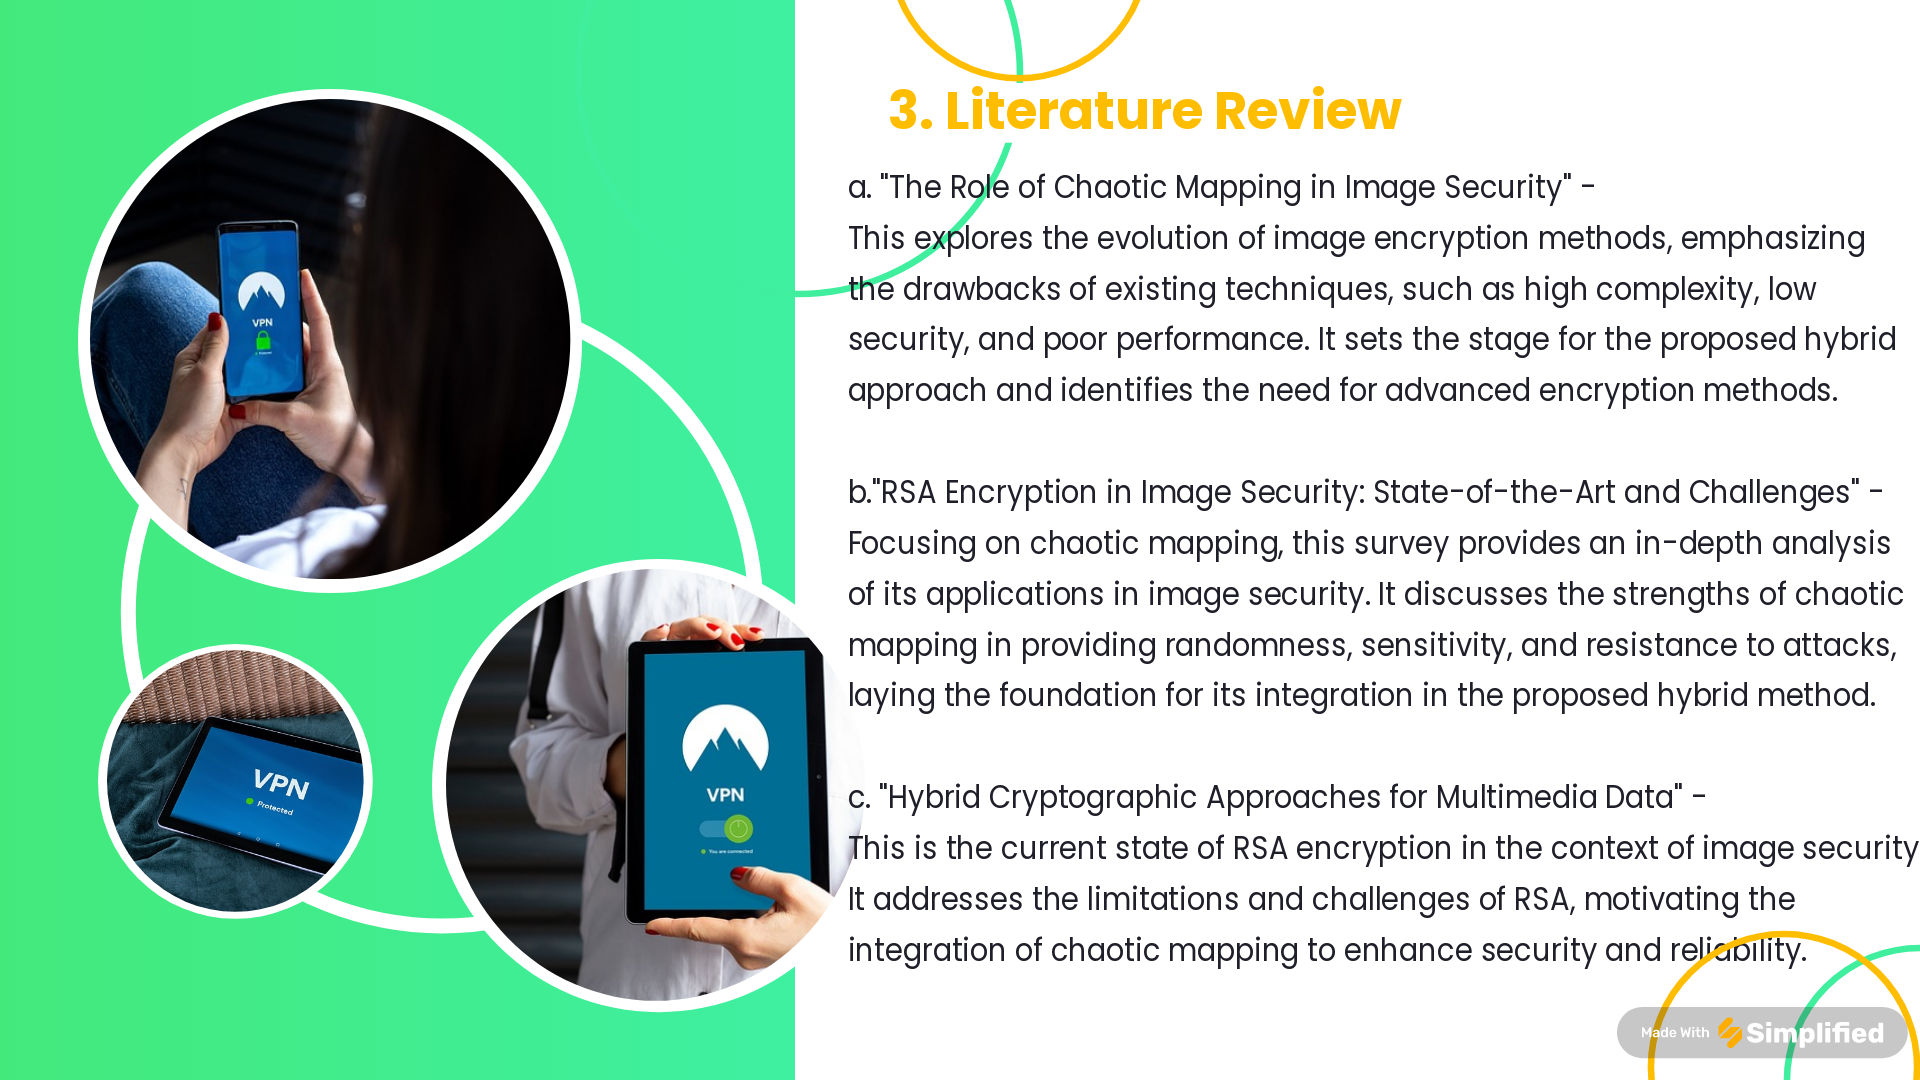 3. Literature Review
a. "The Role of Chaotic Mapping in Image Security" -
This explores the evolution of image encryption methods, emphasizing
the drawbacks of existing techniques, such as high complexity, low
security, and poor performance. It sets the stage for the proposed hybrid
approach and identifies the need for advanced encryption methods.
b."RSA Encryption in Image Security: State-of-the-Art and Challenges" -
Focusing on chaotic mapping, this survey provides an in-depth analysis
of its applications in image security. It discusses the strengths of chaotic
mapping in providing randomness, sensitivity, and resistance to attacks,
laying the foundation for its integration in the proposed hybrid method.
c. "Hybrid Cryptographic Approaches for Multimedia Data" -
This is the current state of RSA encryption in the context of image security
It addresses the limitations and challenges of RSA, motivating the
integration of chaotic mapping to enhance security and reliability.
VPN
Protected
VPN
Protected
VPN
You are connected
Made With Simplified